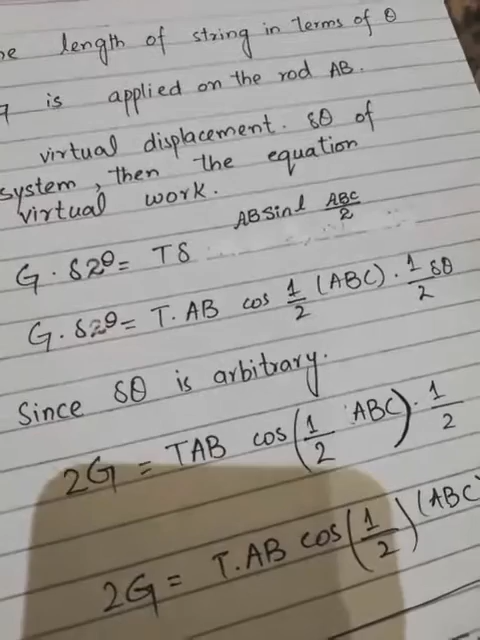 length of string in terms of θ
is applied on the rod AB.
virtual displacement. δθ of
system, then the equation
virtual work.
AB sin ABC/2
G · δ2θ = Tδ
G · δ2θ = T. AB cos 1/2 (ABC) · 1/2 δθ
Since δθ is arbitrary.
2G = TAB cos (1/2 ABC) · 1/2
2G = T.AB cos (1/2) (ABC